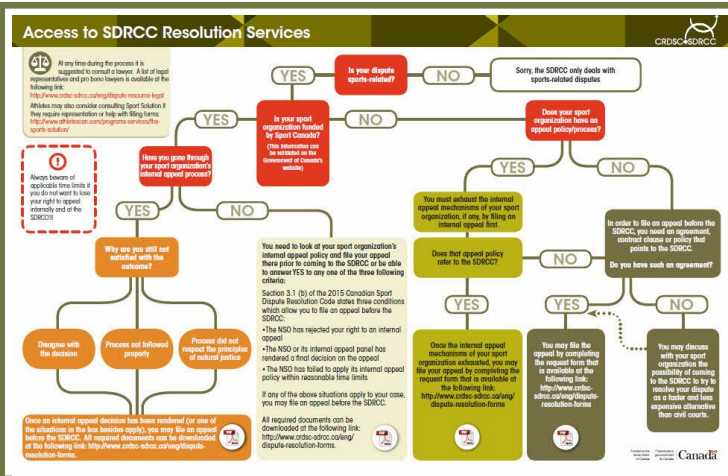 Access to SDRCC Resolution Services
CRDSC SDRCC
At any time during the process it is
suggested to consult a lawyer. A list of legal
representatives and pro bono lawyers is available at the
following link:
http://www.crdsc-sdrcc.ca/eng/dispute-resource-legal
Athletes may also consider consulting Sport Solution if
they require representation or help with filling forms:
http://www.athletescan.com/programs-services/the-
sports-solution/
Always beware of
applicable time limits if
you do not want to lose
your right to appeal
internally and at the
SDRCC!!!
Is your dispute
sports-related?
YES
NO
Sorry, the SDRCC only deals with
sports-related disputes
Is your sport
organization funded
by Sport Canada?
(This information can
be validated on the
Government of Canada's
website)
YES
NO
Have you gone through
your sport organization's
internal appeal process?
YES
NO
Why are you still not
satisfied with the
outcome?
Disagree with
the decision
Process not followed
properly
Process did not
respect the principles
of natural justice
Once an internal appeal decision has been rendered (or one of
the situations in the box besides apply), you may file an appeal
before the SDRCC. All required documents can be downloaded
at the following link: http://www.crdsc-sdrcc.ca/eng/dispute-
resolution-forms.
You need to look at your sport organization's
internal appeal policy and file your appeal
there prior to coming to the SDRCC or be able
to answer YES to any one of the three following
criteria:
Section 3.1 (b) of the 2015 Canadian Sport
Dispute Resolution Code states three conditions
which allow you to file an appeal before the
SDRCC:
•The NSO has rejected your right to an internal
appeal
•The NSO or its internal appeal panel has
rendered a final decision on the appeal
•The NSO has failed to apply its internal appeal
policy within reasonable time limits
If any of the above situations apply to your case,
you may file an appeal before the SDRCC.
All required documents can be
downloaded at the following link:
http://www.crdsc-sdrcc.ca/eng/
dispute-resolution-forms.
Does your sport
organization have an
appeal policy/process?
YES
NO
You must exhaust the internal
appeal mechanisms of your sport
organization, if any, by filing an
internal appeal first.
Does that appeal policy
refer to the SDRCC?
NO
YES
Once the internal appeal
mechanisms of your sport
organization exhausted, you may
file your appeal by completing the
request form that is available at
the following link:
http://www.crdsc-sdrcc.ca/eng/
dispute-resolution-forms
In order to file an appeal before the
SDRCC, you need an agreement,
contract clause or policy that
points to the SDRCC.
Do you have such an agreement?
YES
NO
You may file the
appeal by completing
the request form that
is available at the
following link:
http://www.crdsc-
sdrcc.ca/eng/dispute-
resolution-forms
You may discuss
with your sport
organization the
possibility of coming
to the SDRCC to try to
resolve your dispute
as a faster and less
expensive alternative
than civil courts.
Canada